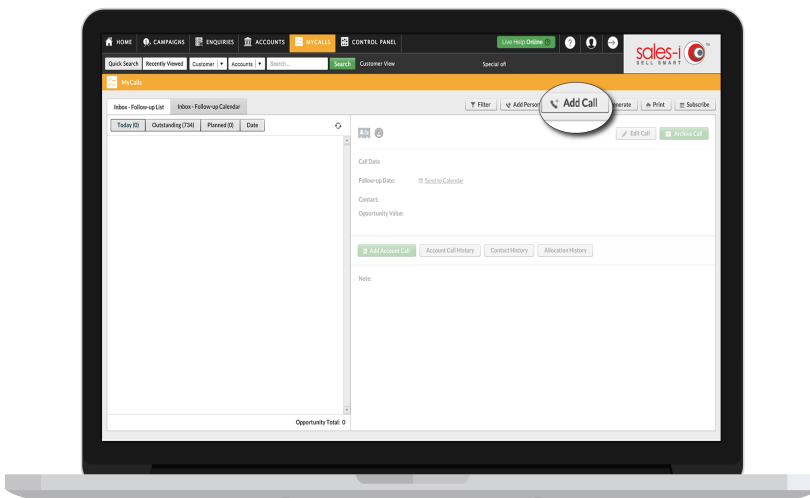 HOME CAMPAIGNS ENQUIRIES ACCOUNTS MYCALLS CONTROL PANEL Live Help Online ?
sales-i ™
SELL SMART
Quick Search Recently Viewed Customer Accounts Search... Search Customer View Special off
MyCalls
Inbox - Follow-up List Inbox - Follow-up Calendar Filter Add Person Add Call enerate Print Subscribe
Today (0) Outstanding (734) Planned (0) Date
Edit Call Archive Call
Call Date
Follow-up Date: Send to Calendar
Contact:
Opportunity Value:
Add Account Call Account Call History Contact History Allocation History
Note:
Opportunity Total: 0